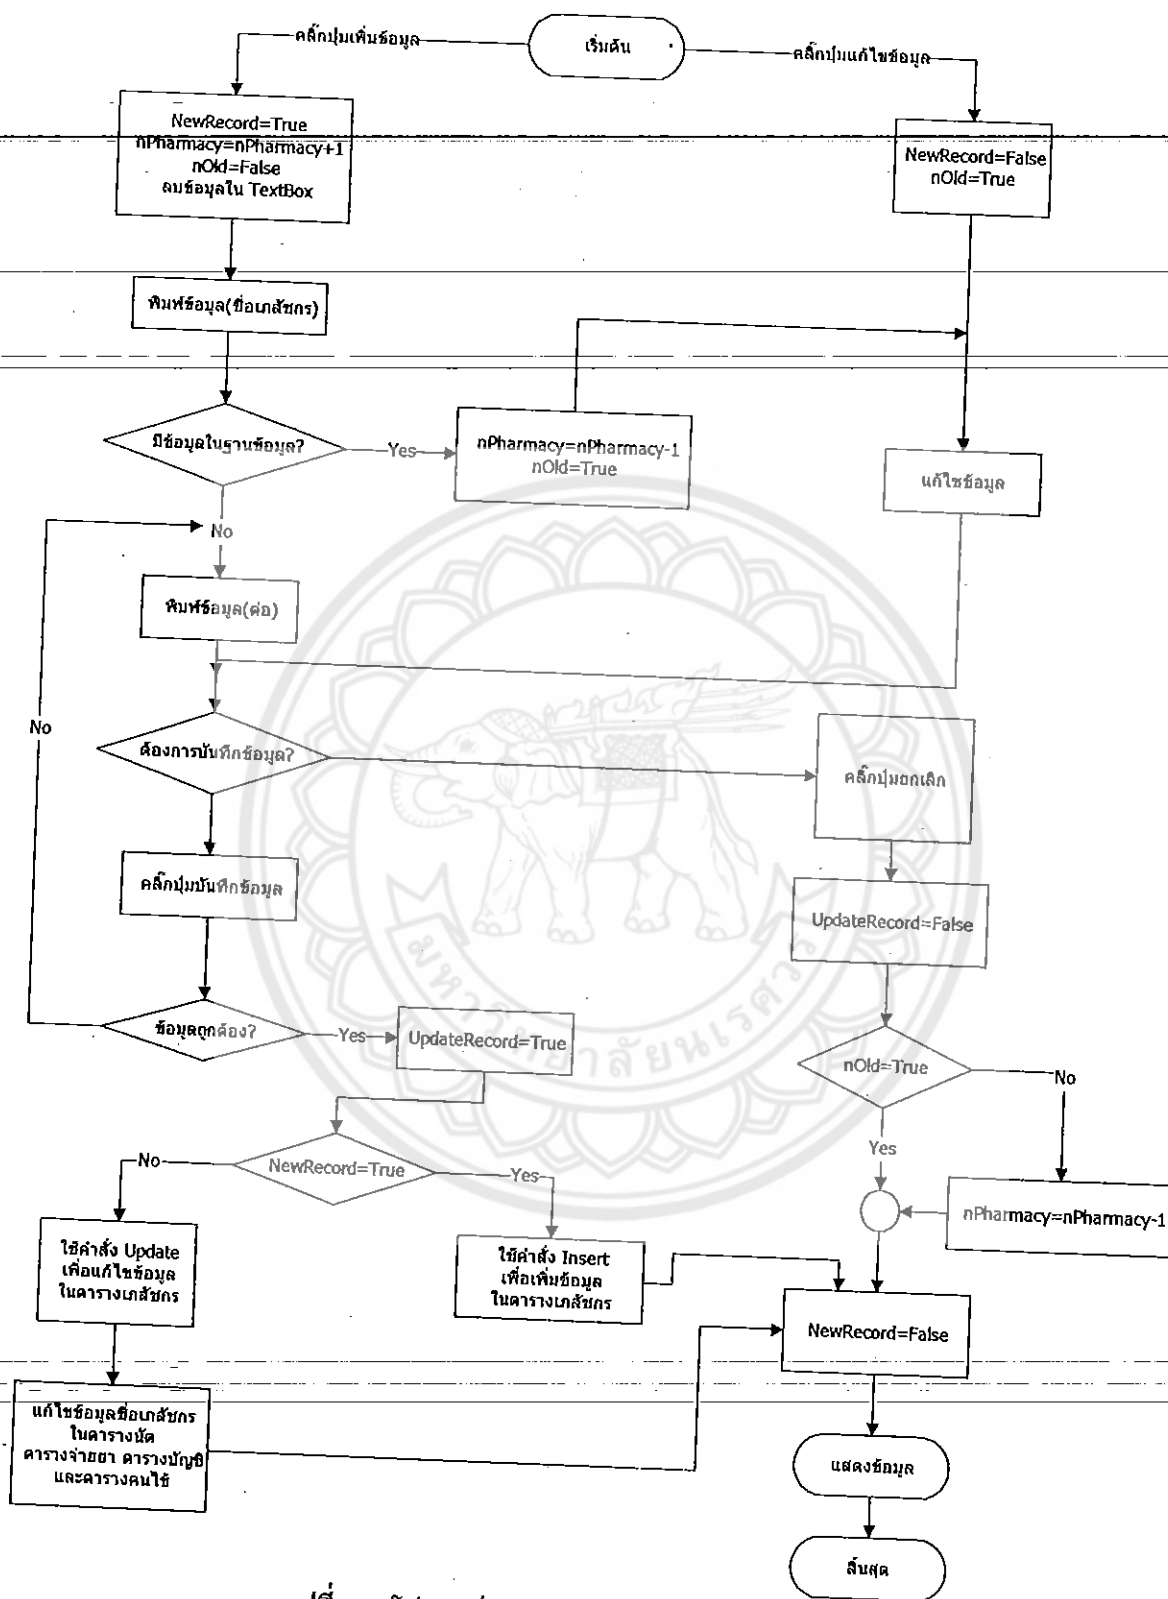 เริ่มต้น
คลิ๊กปุ่มเพิ่มข้อมูล
คลิ๊กปุ่มแก้ไขข้อมูล
NewRecord=True
nPharmacy=nPharmacy+1
nOld=False
ลบข้อมูลใน TextBox
NewRecord=False
nOld=True
พิมพ์ข้อมูล(ชื่อเภสัชกร)
มีข้อมูลในฐานข้อมูล?
Yes
nPharmacy=nPharmacy-1
nOld=True
แก้ไขข้อมูล
No
พิมพ์ข้อมูล(ต่อ)
No
ต้องการบันทึกข้อมูล?
คลิ๊กปุ่มยกเลิก
คลิ๊กปุ่มบันทึกข้อมูล
UpdateRecord=False
ข้อมูลถูกต้อง?
Yes
UpdateRecord=True
nOld=True
No
Yes
NewRecord=True
No
Yes
nPharmacy=nPharmacy-1
ใช้คำสั่ง Update
เพื่อแก้ไขข้อมูล
ในตารางเภสัชกร
ใช้คำสั่ง Insert
เพื่อเพิ่มข้อมูล
ในตารางเภสัชกร
NewRecord=False
แก้ไขข้อมูลชื่อเภสัชกร
ในตารางนัด
ตารางจ่ายยา ตารางบัญชี
และตารางคนไข้
แสดงข้อมูล
สิ้นสุด
มหาวิทยาลัยนเรศวร